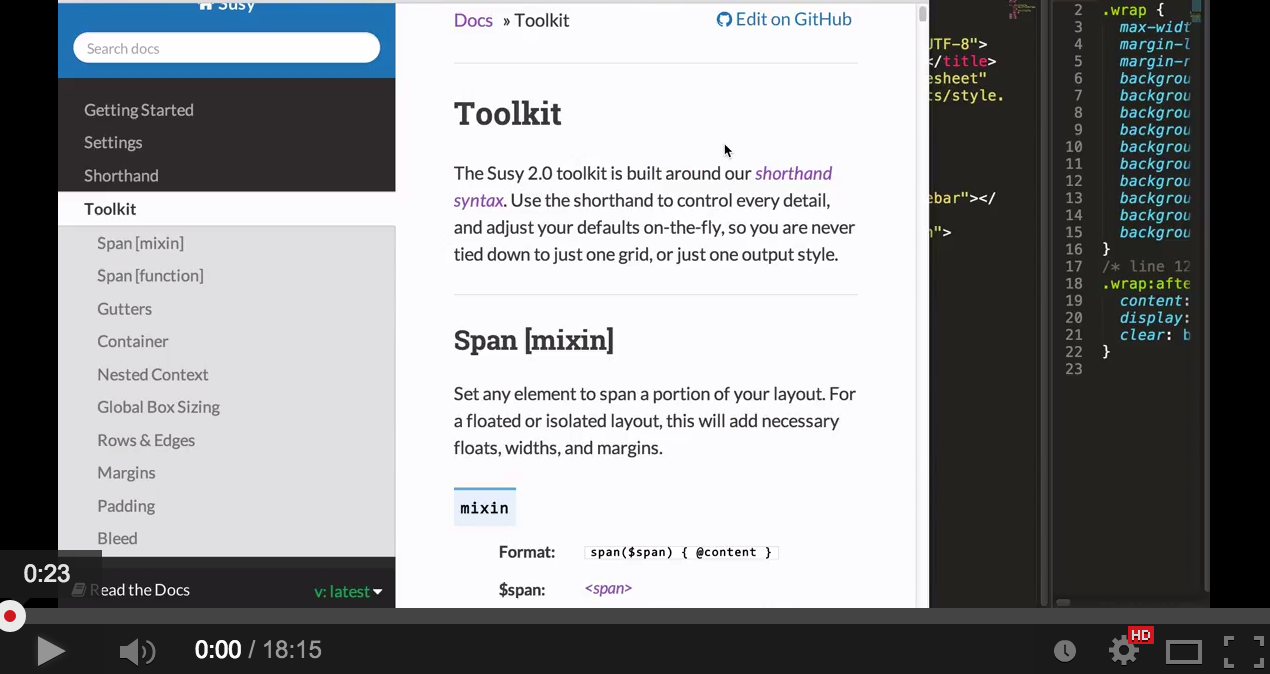 Susy
Search docs
Getting Started
Settings
Shorthand
Toolkit
Span [mixin]
Span [function]
Gutters
Container
Nested Context
Global Box Sizing
Rows & Edges
Margins
Padding
Bleed
Read the Docs
v: latest
Docs » Toolkit
Edit on GitHub
Toolkit
The Susy 2.0 toolkit is built around our shorthand
syntax. Use the shorthand to control every detail,
and adjust your defaults on-the-fly, so you are never
tied down to just one grid, or just one output style.
Span [mixin]
Set any element to span a portion of your layout. For
a floated or isolated layout, this will add necessary
floats, widths, and margins.
mixin
Format: span($span) { @content }
$span: <span>
UTF-8">
</title>
esheet"
ts/style.
ebar"></
n">
2 .wrap {
3 max-widt
4 margin-l
5 margin-r
6 backgrou
7 backgrou
8 backgrou
9 backgrou
10 backgrou
11 backgrou
12 backgrou
13 backgrou
14 backgrou
15 backgrou
16 }
17 /* line 12
18 .wrap:afte
19 content:
20 display:
21 clear: b
22 }
23
0:23
0:00 / 18:15
HD